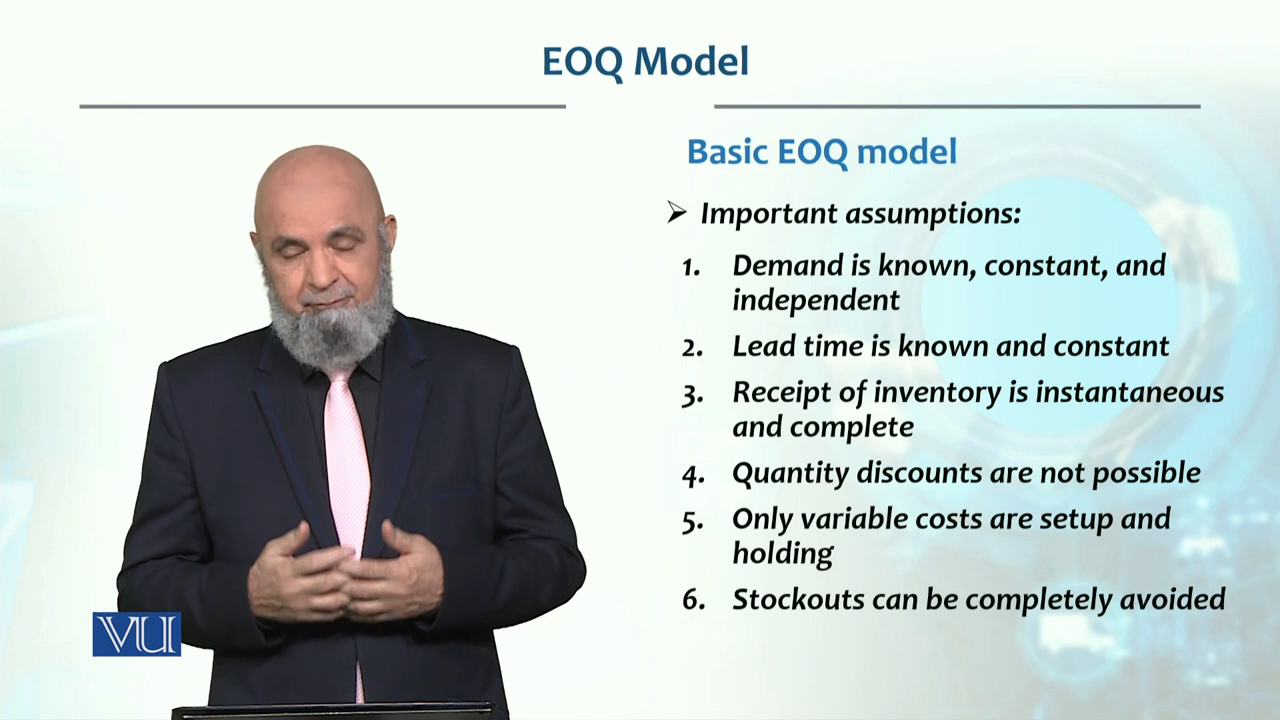 EOQ Model
Basic EOQ model
➢ Important assumptions:
1. Demand is known, constant, and
independent
2. Lead time is known and constant
3. Receipt of inventory is instantaneous
and complete
4. Quantity discounts are not possible
5. Only variable costs are setup and
holding
6. Stockouts can be completely avoided
VU